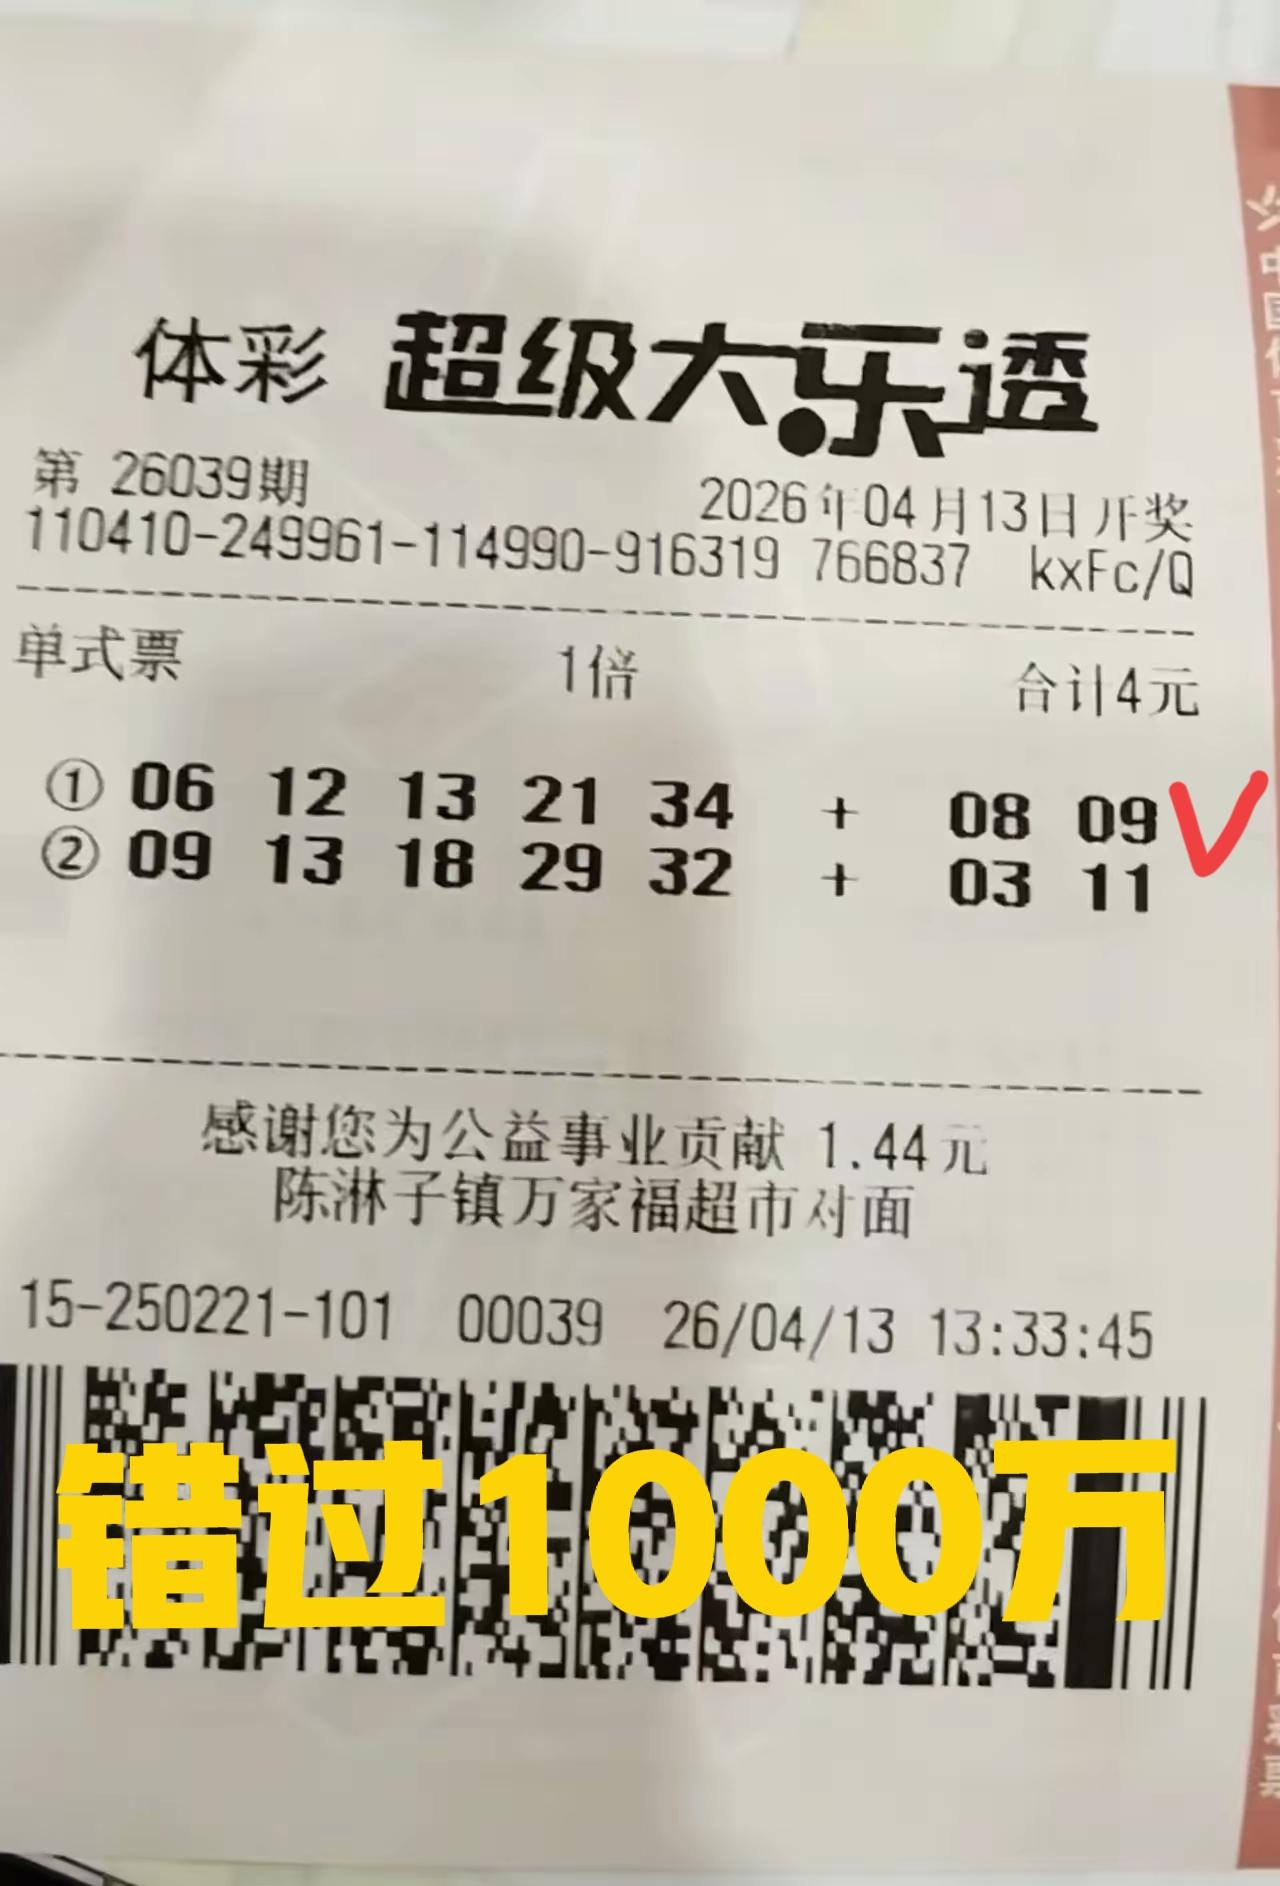 体彩 超级大乐透
第 26039期 2026年04月13日开奖
110410-249961-114990-916319 766837 kxFc/Q
单式票 1倍 合计4元
① 06 12 13 21 34 + 08 09
② 09 13 18 29 32 + 03 11
感谢您为公益事业贡献 1.44元
陈淋子镇万家福超市对面
15-250221-101 00039 26/04/13 13:33:45
错过1000万